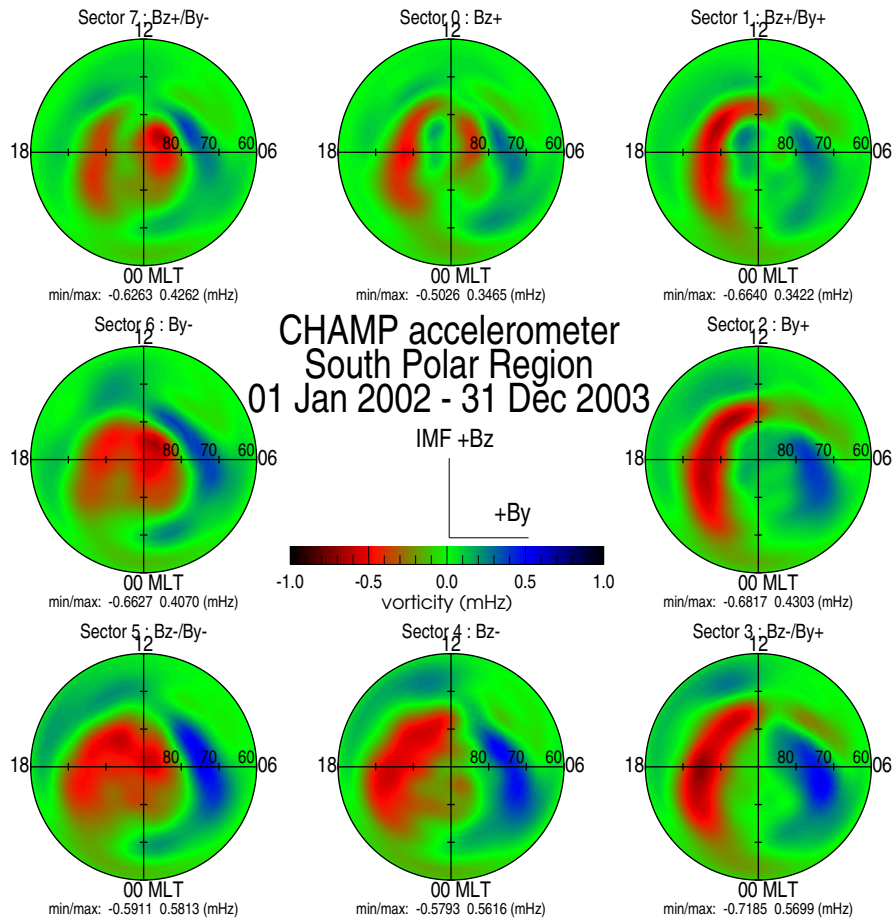 Sector 7 : Bz+/By-
12
18
80 70 60
06
00 MLT
min/max: -0.6263 0.4262 (mHz)
Sector 0 : Bz+
12
18
80 70 60
06
00 MLT
min/max: -0.5026 0.3465 (mHz)
Sector 1 : Bz+/By+
12
18
80 70 60
06
00 MLT
min/max: -0.6640 0.3422 (mHz)
Sector 6 : By-
12
18
80 70 60
06
00 MLT
min/max: -0.6627 0.4070 (mHz)
CHAMP accelerometer
South Polar Region
01 Jan 2002 - 31 Dec 2003
IMF +Bz
+By
-1.0 -0.5 0.0 0.5 1.0
vorticity (mHz)
Sector 2 : By+
12
18
80 70 60
06
00 MLT
min/max: -0.6817 0.4303 (mHz)
Sector 5 : Bz-/By-
12
18
80 70 60
06
00 MLT
min/max: -0.5911 0.5813 (mHz)
Sector 4 : Bz-
12
18
80 70 60
06
00 MLT
min/max: -0.5793 0.5616 (mHz)
Sector 3 : Bz-/By+
12
18
80 70 60
06
00 MLT
min/max: -0.7185 0.5699 (mHz)